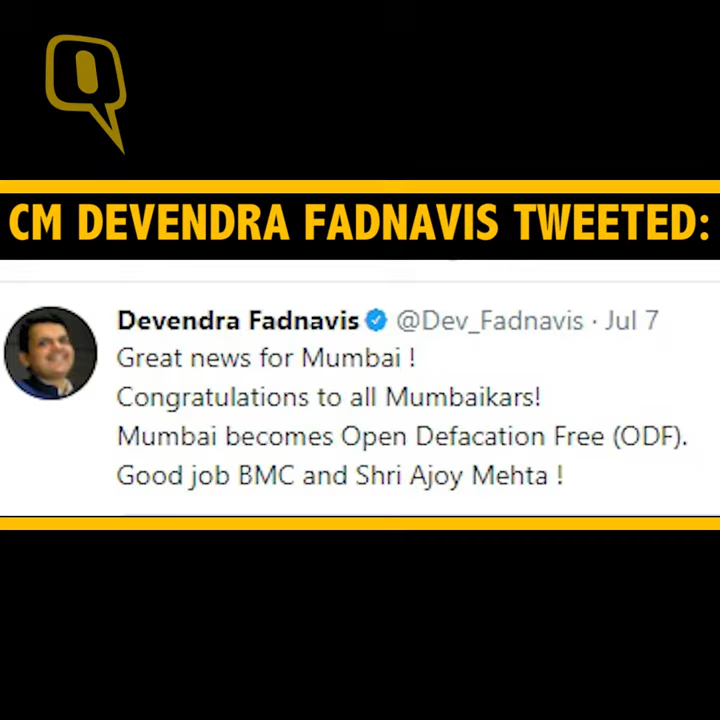 CM DEVENDRA FADNAVIS TWEETED:
Devendra Fadnavis @Dev_Fadnavis · Jul 7
Great news for Mumbai !
Congratulations to all Mumbaikars!
Mumbai becomes Open Defacation Free (ODF).
Good job BMC and Shri Ajoy Mehta !